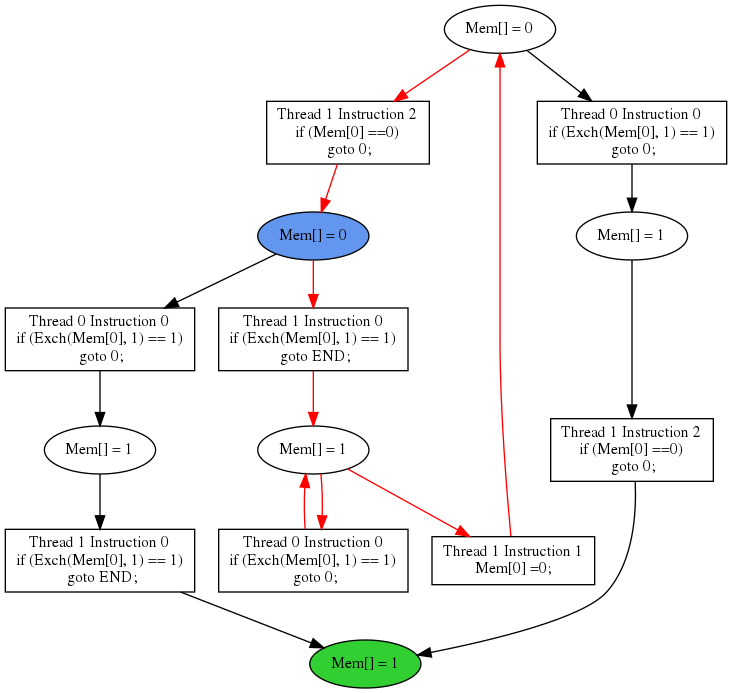 Mem[] = 0
Thread 1 Instruction 2
if (Mem[0] ==0)
goto 0;
Thread 0 Instruction 0
if (Exch(Mem[0], 1) == 1)
goto 0;
Mem[] = 0
Mem[] = 1
Thread 0 Instruction 0
if (Exch(Mem[0], 1) == 1)
goto 0;
Thread 1 Instruction 0
if (Exch(Mem[0], 1) == 1)
goto END;
Mem[] = 1
Mem[] = 1
Thread 1 Instruction 2
if (Mem[0] ==0)
goto 0;
Thread 1 Instruction 0
if (Exch(Mem[0], 1) == 1)
goto END;
Thread 0 Instruction 0
if (Exch(Mem[0], 1) == 1)
goto 0;
Thread 1 Instruction 1
Mem[0] =0;
Mem[] = 1